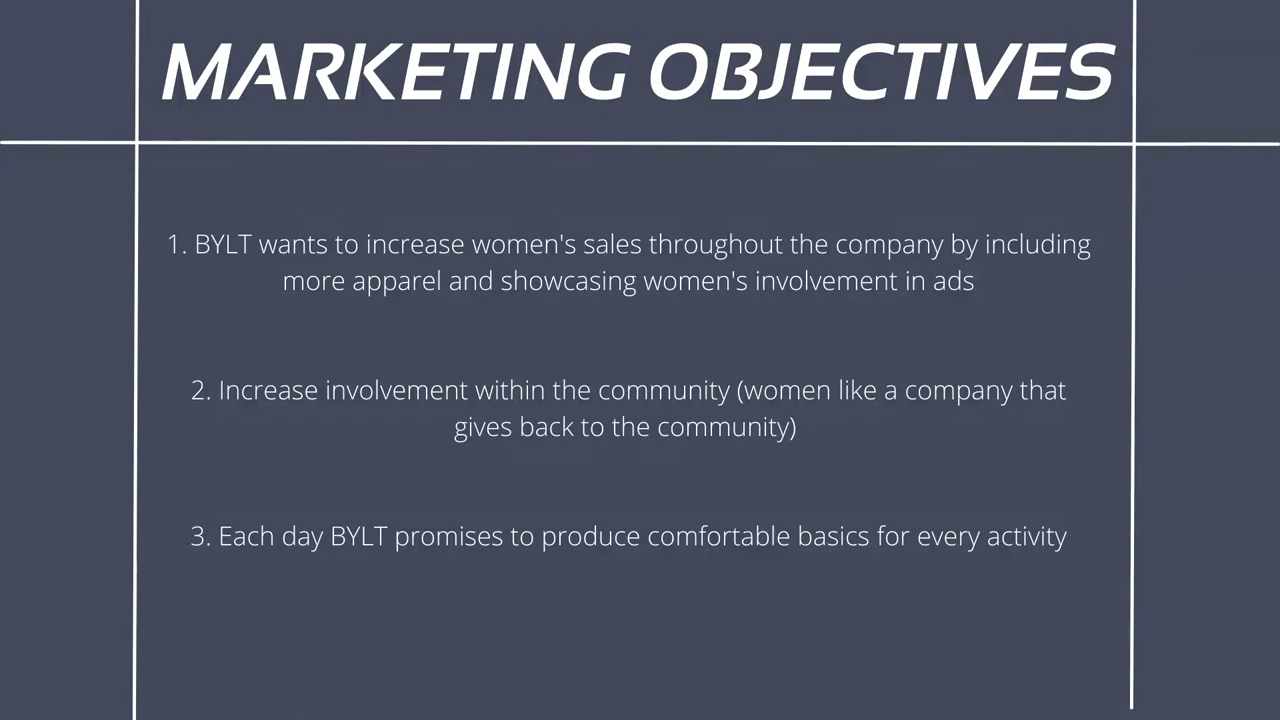 MARKETING OBJECTIVES
1. BYLT wants to increase women's sales throughout the company by including
more apparel and showcasing women's involvement in ads
2. Increase involvement within the community (women like a company that
gives back to the community)
3. Each day BYLT promises to produce comfortable basics for every activity